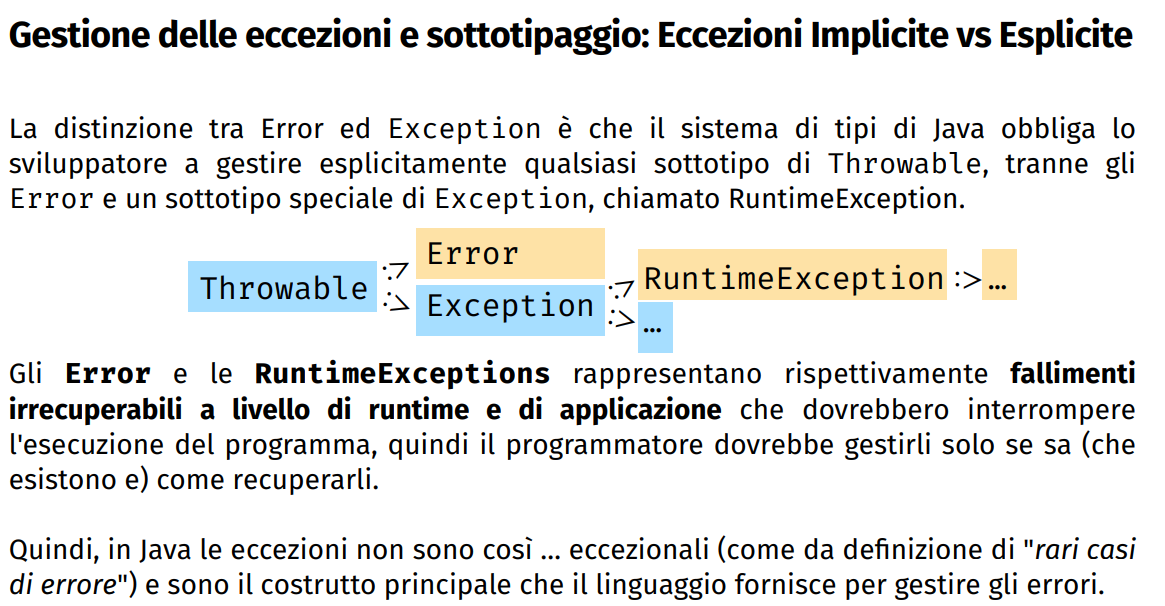 Gestione delle eccezioni e sottotipaggio: Eccezioni Implicite vs Esplicite
La distinzione tra Error ed Exception è che il sistema di tipi di Java obbliga lo
sviluppatore a gestire esplicitamente qualsiasi sottotipo di Throwable, tranne gli
Error e un sottotipo speciale di Exception, chiamato RuntimeException.
Throwable :> Error
:> Exception :> RuntimeException :> …
:> …
Gli Error e le RuntimeExceptions rappresentano rispettivamente fallimenti
irrecuperabili a livello di runtime e di applicazione che dovrebbero interrompere
l'esecuzione del programma, quindi il programmatore dovrebbe gestirli solo se sa (che
esistono e) come recuperarli.
Quindi, in Java le eccezioni non sono così … eccezionali (come da definizione di "rari casi
di errore") e sono il costrutto principale che il linguaggio fornisce per gestire gli errori.